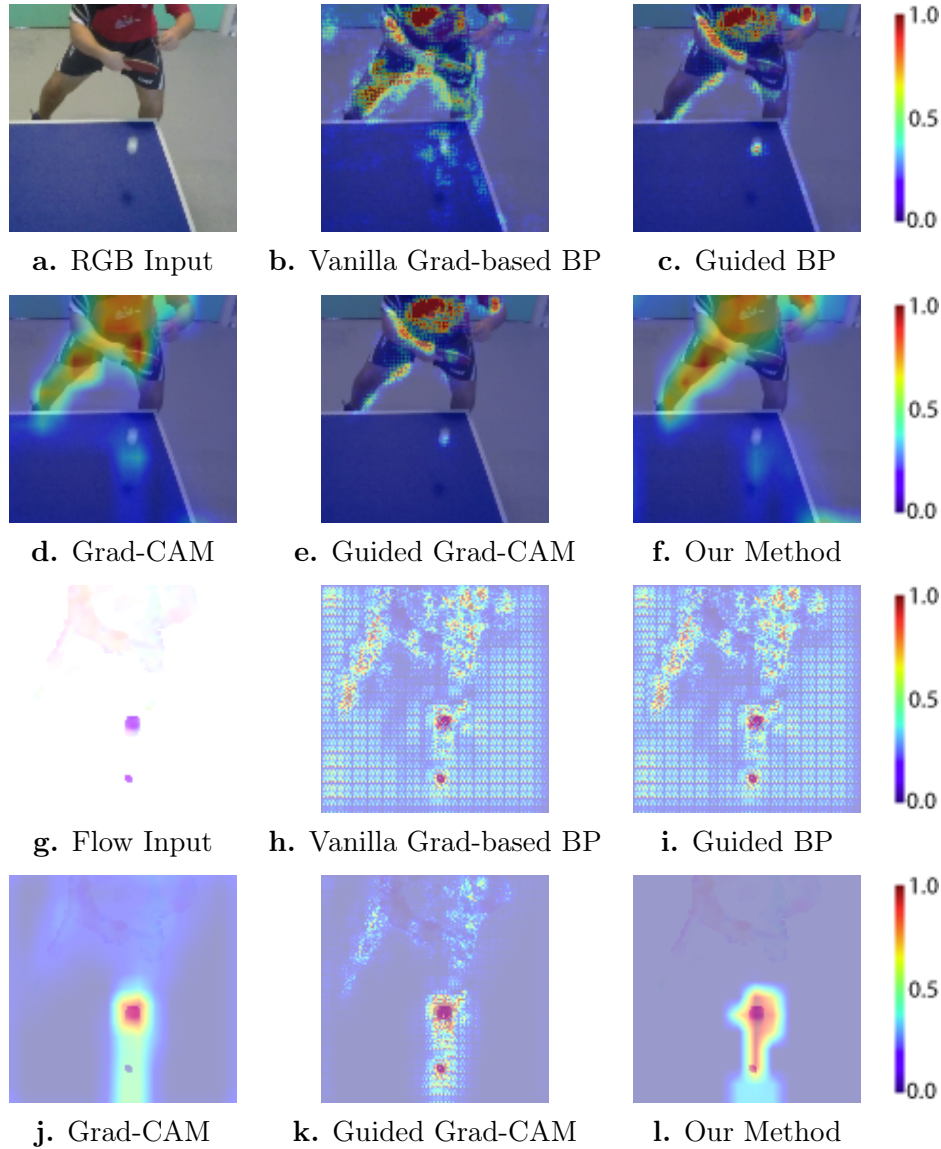 1.0
0.5
0.0
a. RGB Input
b. Vanilla Grad-based BP
c. Guided BP
1.0
0.5
0.0
d. Grad-CAM
e. Guided Grad-CAM
f. Our Method
1.0
0.5
0.0
g. Flow Input
h. Vanilla Grad-based BP
i. Guided BP
1.0
0.5
0.0
j. Grad-CAM
k. Guided Grad-CAM
l. Our Method